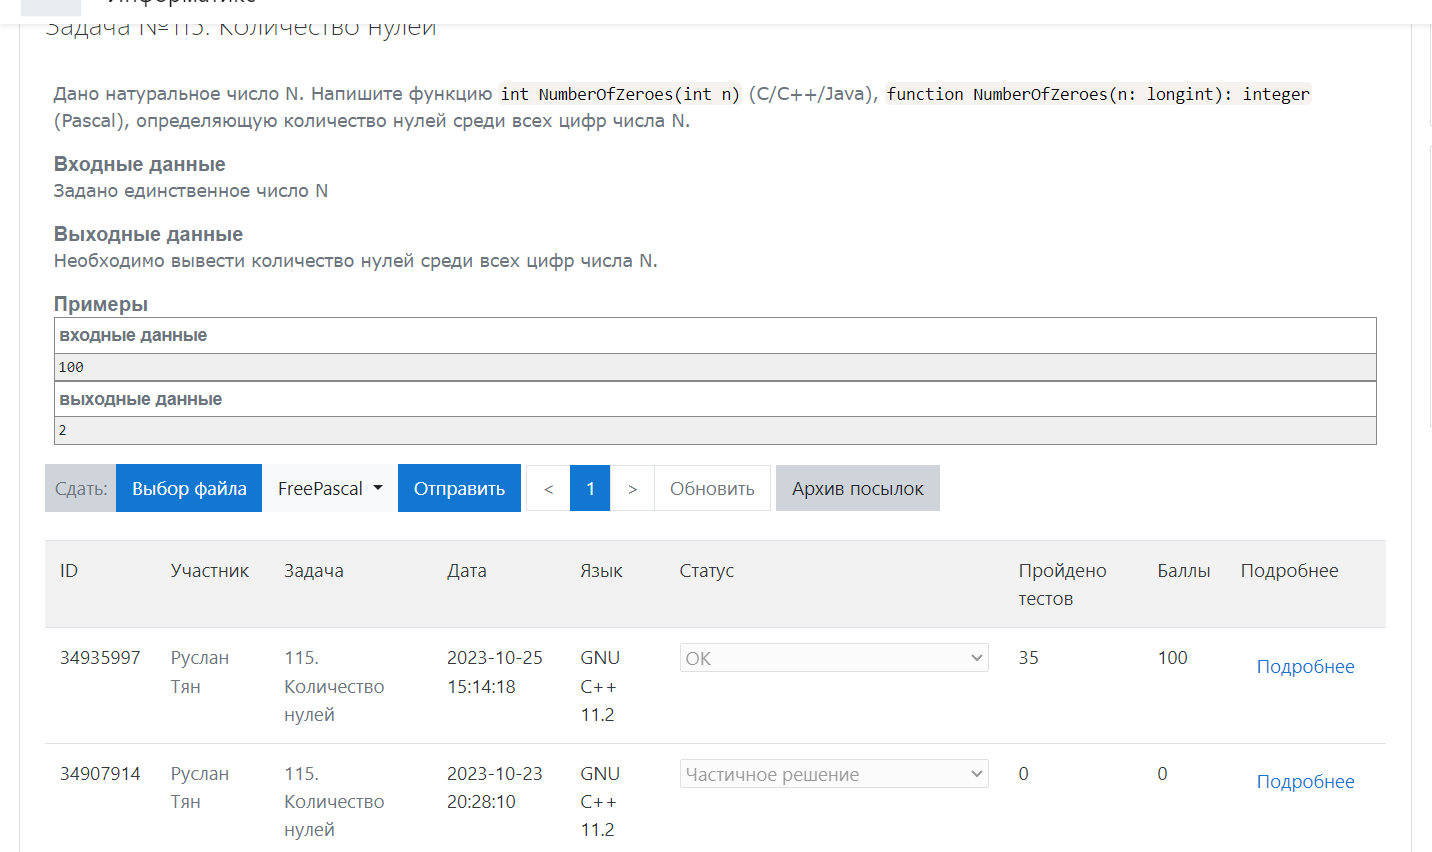 Информатикс
Задача №115. Количество нулей
Дано натуральное число N. Напишите функцию int NumberOfZeroes(int n) (C/C++/Java), function NumberOfZeroes(n: longint): integer
(Pascal), определяющую количество нулей среди всех цифр числа N.
Входные данные
Задано единственное число N
Выходные данные
Необходимо вывести количество нулей среди всех цифр числа N.
Примеры
входные данные
100
выходные данные
2
Сдать: Выбор файла FreePascal Отправить < 1 > Обновить Архив посылок
ID Участник Задача Дата Язык Статус Пройдено тестов Баллы Подробнее
34935997 Руслан Тян 115. Количество нулей 2023-10-25 15:14:18 GNU C++ 11.2 OK 35 100 Подробнее
34907914 Руслан Тян 115. Количество нулей 2023-10-23 20:28:10 GNU C++ 11.2 Частичное решение 0 0 Подробнее